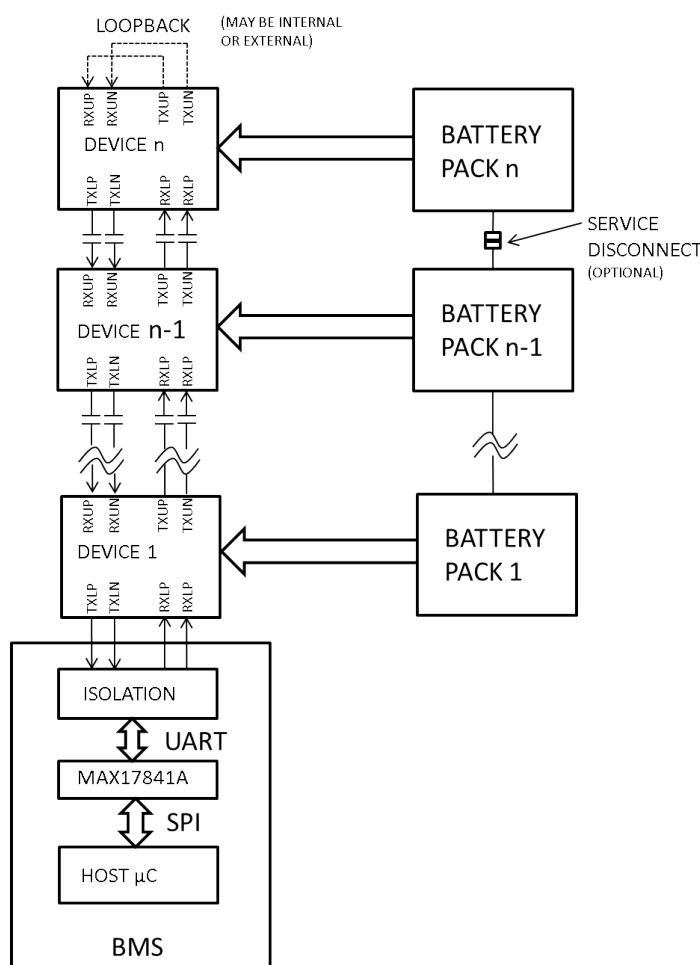 LOOPBACK
(MAY BE INTERNAL
OR EXTERNAL)
RXUP
RXUN
TXUP
TXUN
DEVICE n
TXLP
TXLN
RXLP
RXLP
BATTERY
PACK n
SERVICE
DISCONNECT
(OPTIONAL)
RXUP
RXUN
TXUP
TXUN
DEVICE n-1
TXLP
TXLN
RXLP
RXLP
BATTERY
PACK n-1
RXUP
RXUN
TXUP
TXUN
DEVICE 1
TXLP
TXLN
RXLP
RXLP
BATTERY
PACK 1
ISOLATION
UART
MAX17841A
SPI
HOST µC
BMS